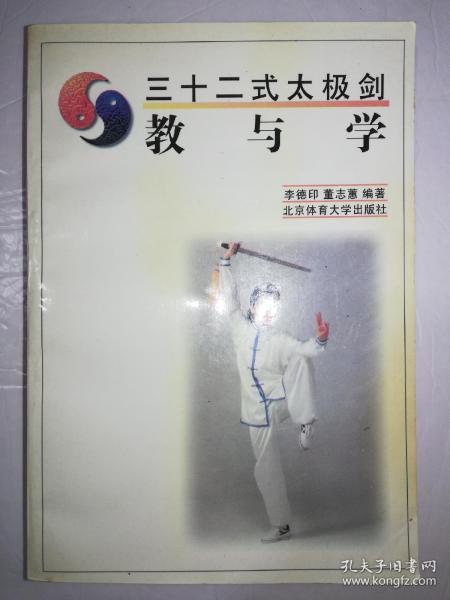 三十二式太极剑
教与学
李德印 董志蕙 编著
北京体育大学出版社
孔夫子旧书网
www.kongfz.com